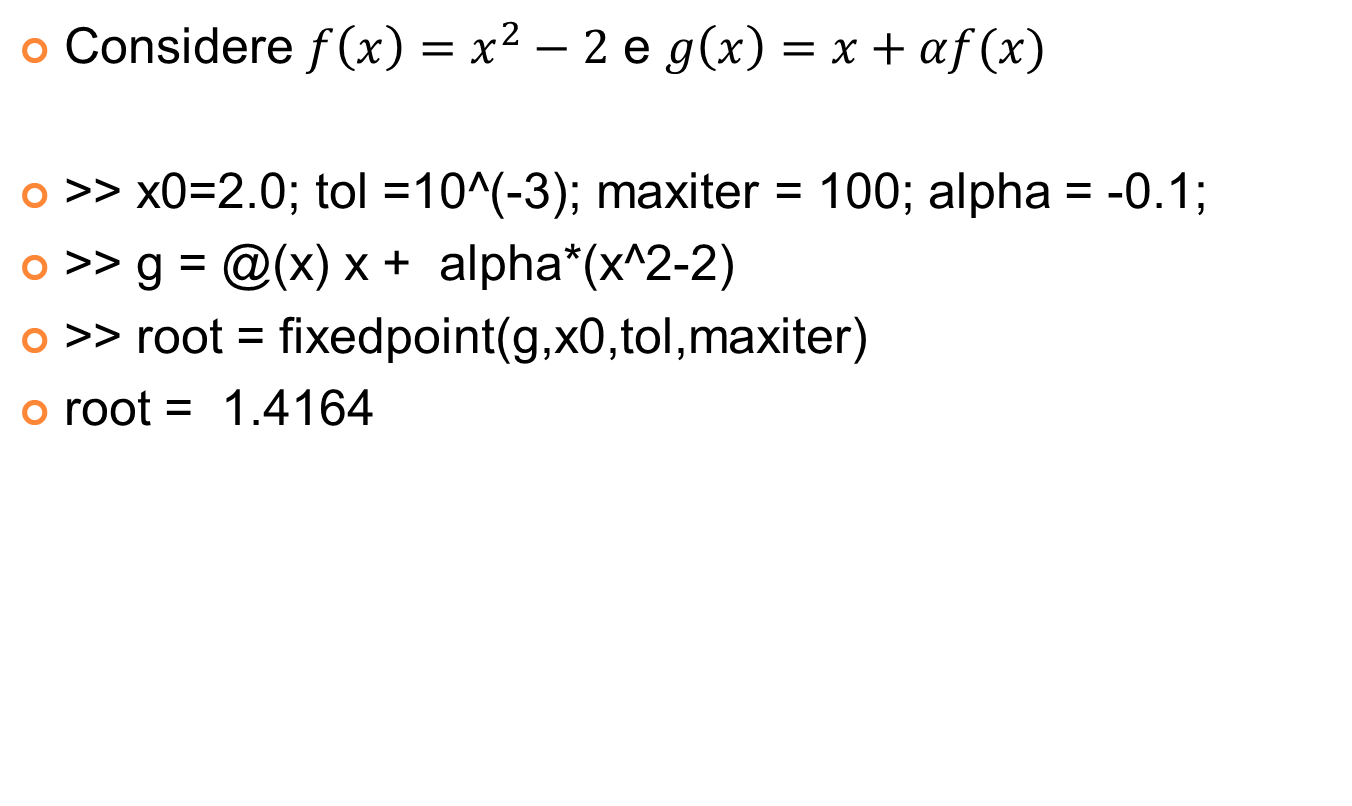 Considere f(x) = x² − 2 e g(x) = x + αf(x)
>> x0=2.0; tol =10^(-3); maxiter = 100; alpha = -0.1;
>> g = @(x) x +  alpha*(x^2-2)
>> root = fixedpoint(g,x0,tol,maxiter)
root =  1.4164